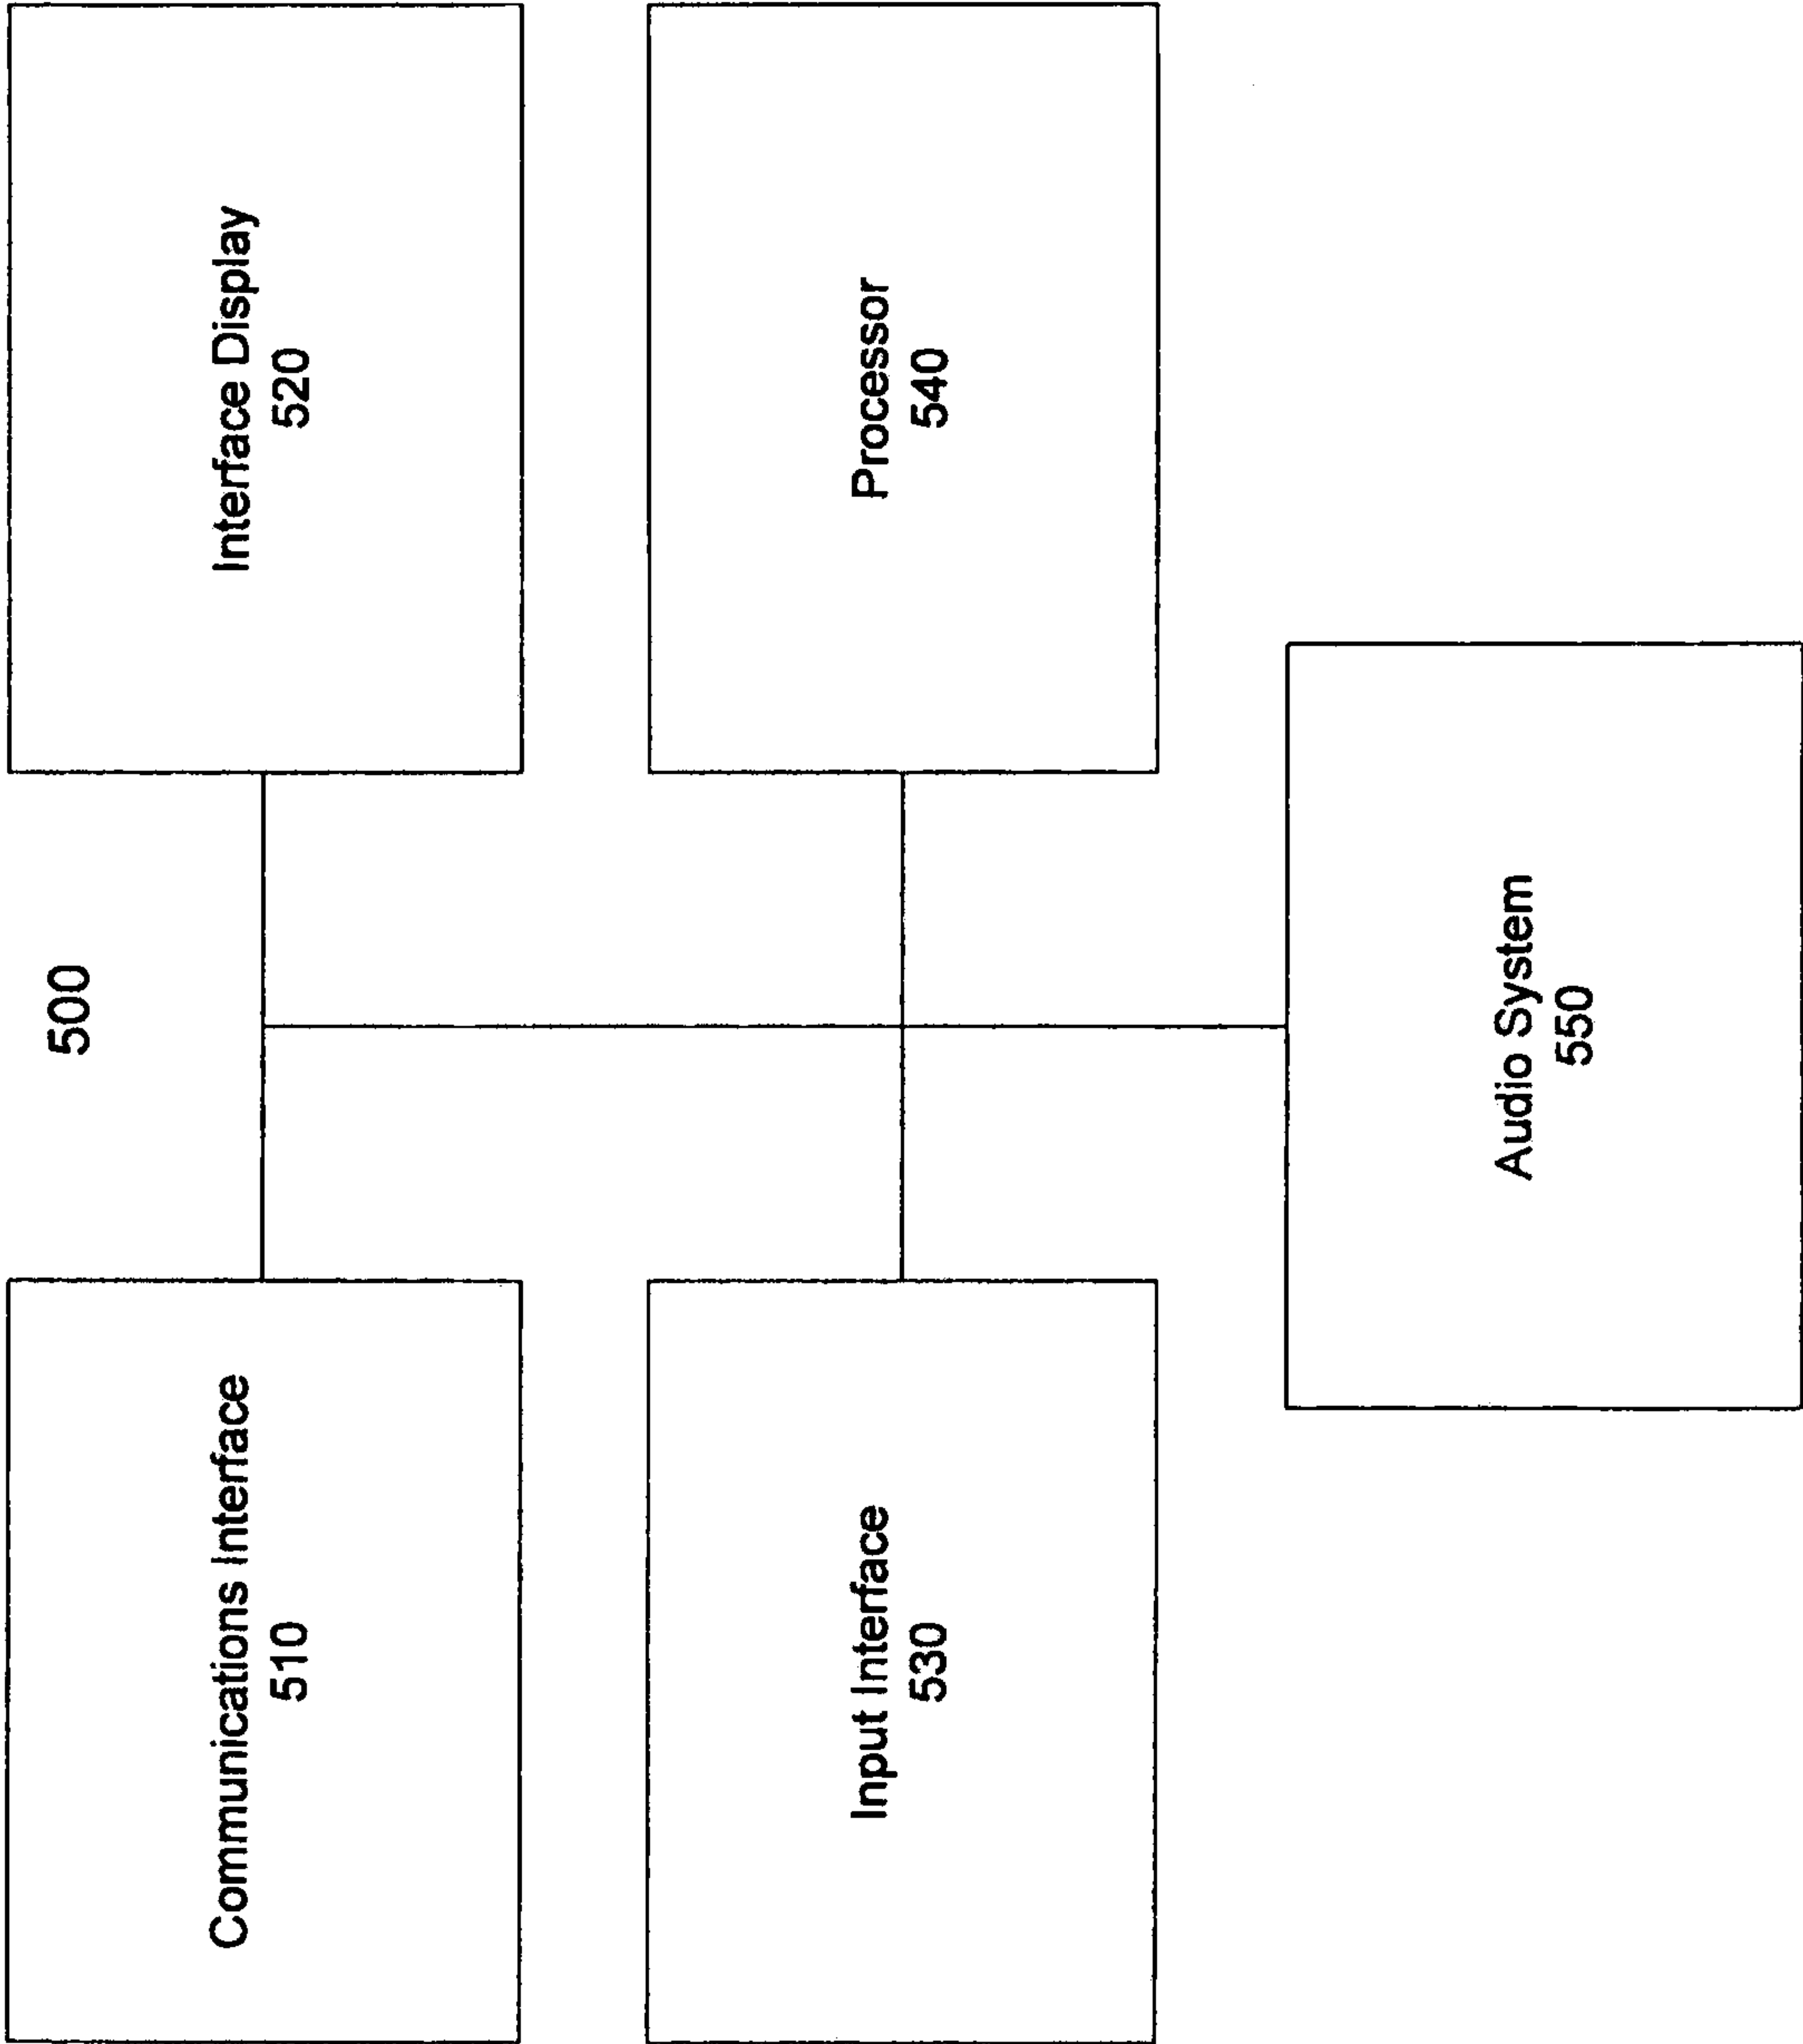 500
Communications Interface
510
Interface Display
520
Input Interface
530
Processor
540
Audio System
550